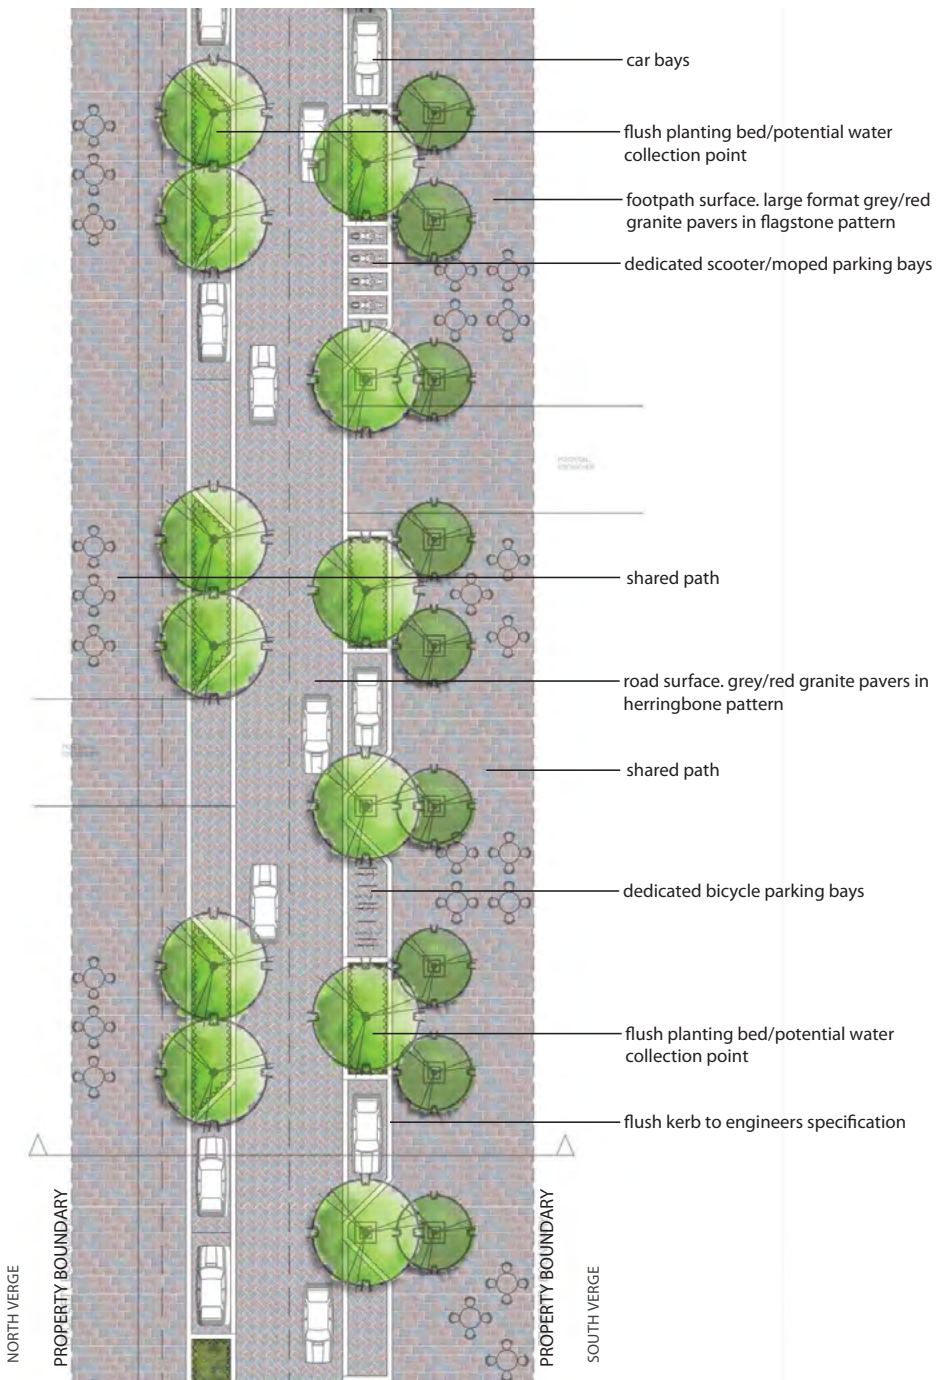 car bays
flush planting bed/potential water
collection point
footpath surface. large format grey/red
granite pavers in flagstone pattern
dedicated scooter/moped parking bays
shared path
road surface. grey/red granite pavers in
herringbone pattern
shared path
dedicated bicycle parking bays
flush planting bed/potential water
collection point
flush kerb to engineers specification
NORTH VERGE
PROPERTY BOUNDARY
PROPERTY BOUNDARY
SOUTH VERGE